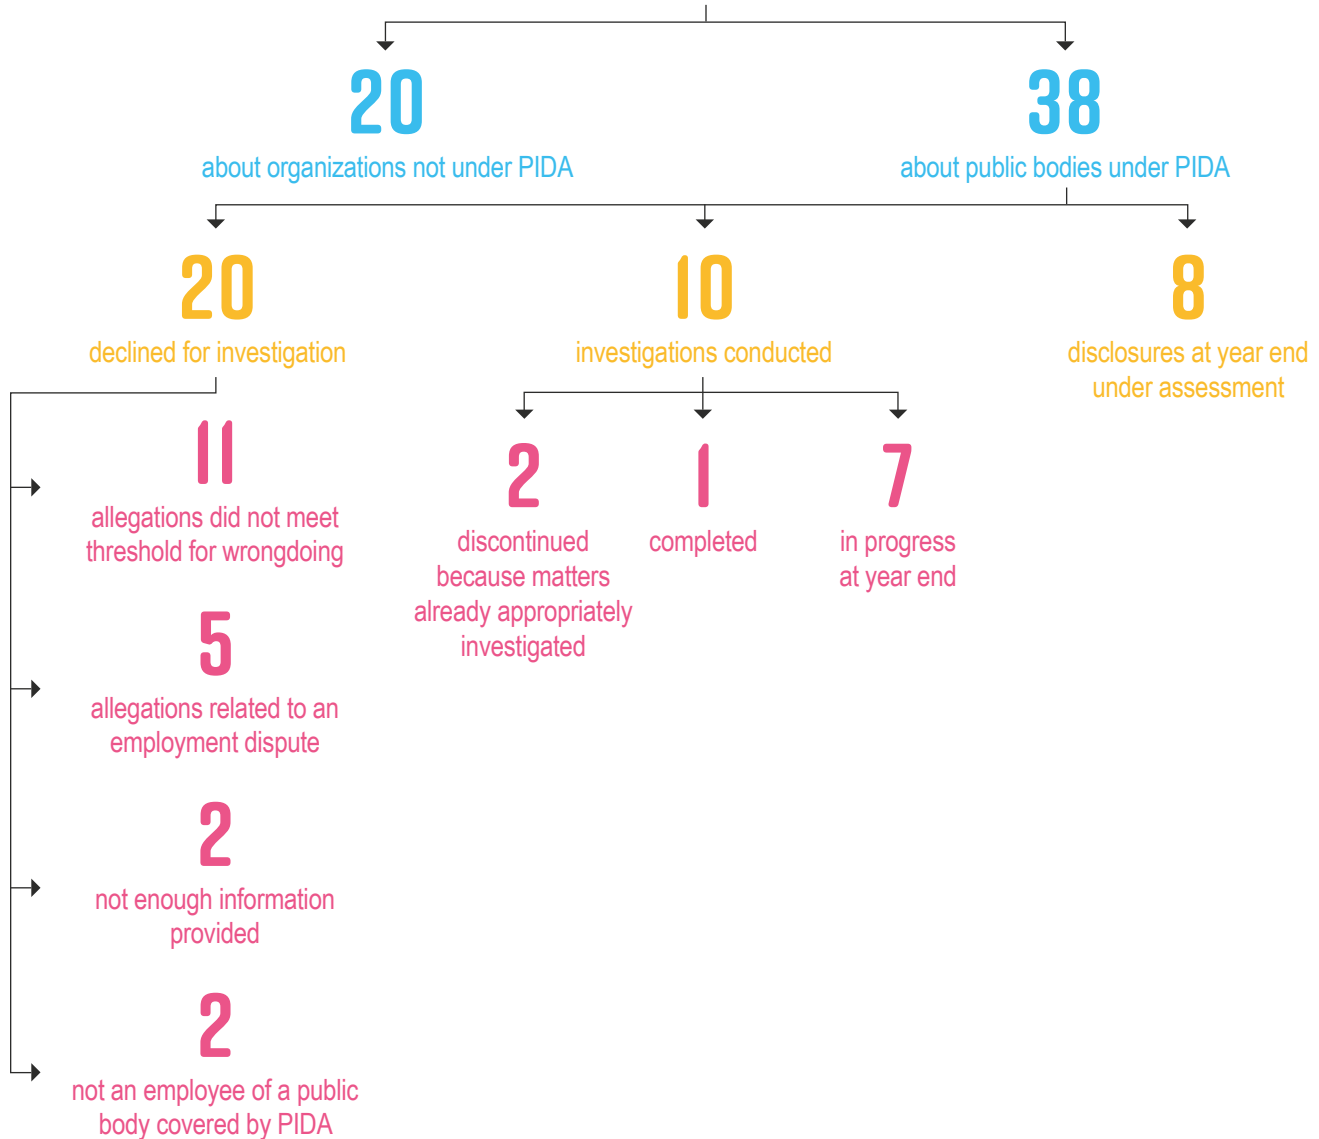 20
about organizations not under PIDA
38
about public bodies under PIDA
20
declined for investigation
10
investigations conducted
8
disclosures at year end
under assessment
11
allegations did not meet
threshold for wrongdoing
5
allegations related to an
employment dispute
2
not enough information
provided
2
not an employee of a public
body covered by PIDA
2
discontinued
because matters
already appropriately
investigated
1
completed
7
in progress
at year end